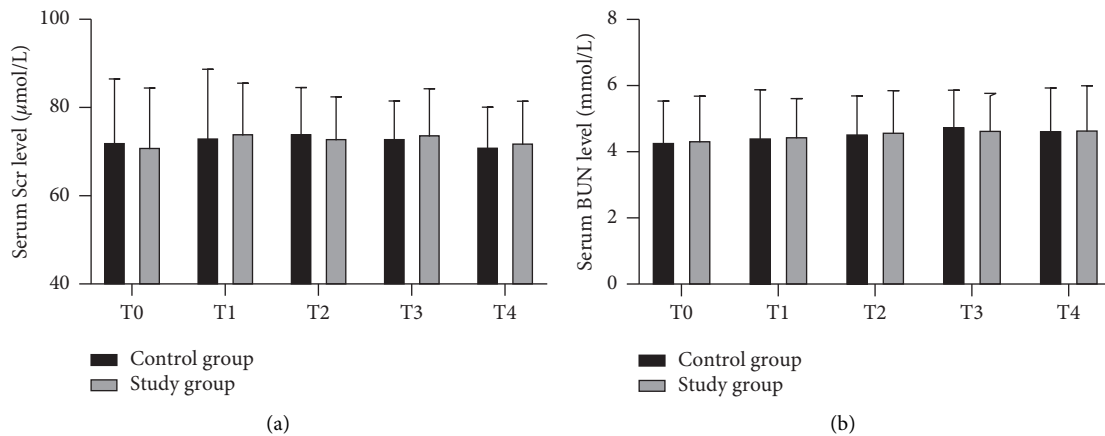 Serum Scr level (µmol/L)
100
80
60
40
T0 T1 T2 T3 T4
Control group
Study group
(a)
Serum BUN level (mmol/L)
8
6
4
2
0
T0 T1 T2 T3 T4
Control group
Study group
(b)